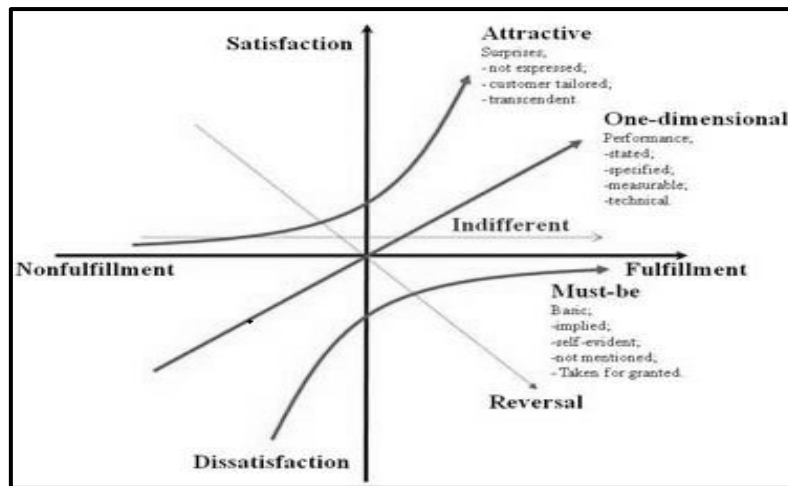 Satisfaction
Attractive
Surprises,
-not expressed;
-customer tailored;
-transcendent.
One-dimensional
Performance,
-stated;
-specified;
-measurable;
-technical.
Indifferent
Nonfulfillment
Fulfillment
Must-be
Basic;
-implied;
-self-evident;
-not mentioned;
- Taken for granted.
Reversal
Dissatisfaction